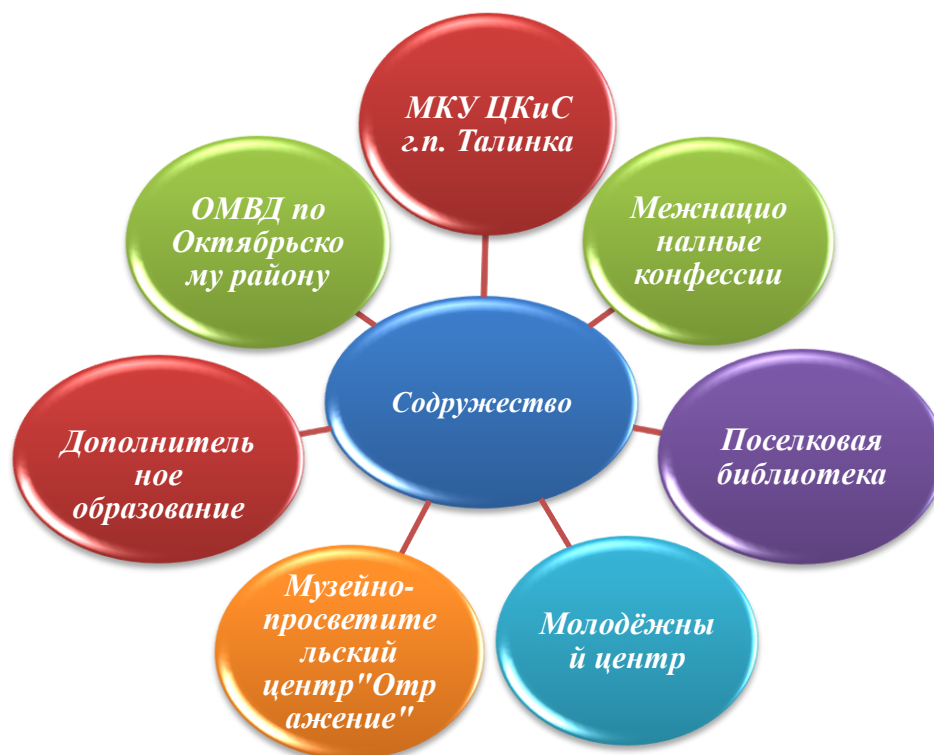 МКУ ЦКиС
г.п. Талинка
Межнацио
налные
конфессии
Поселковая
библиотека
Молодёжны
й центр
Музейно-
просветите
льский
центр"Отр
ажение"
Дополнитель
ное
образование
ОМВД по
Октябрьско
му району
Содружество